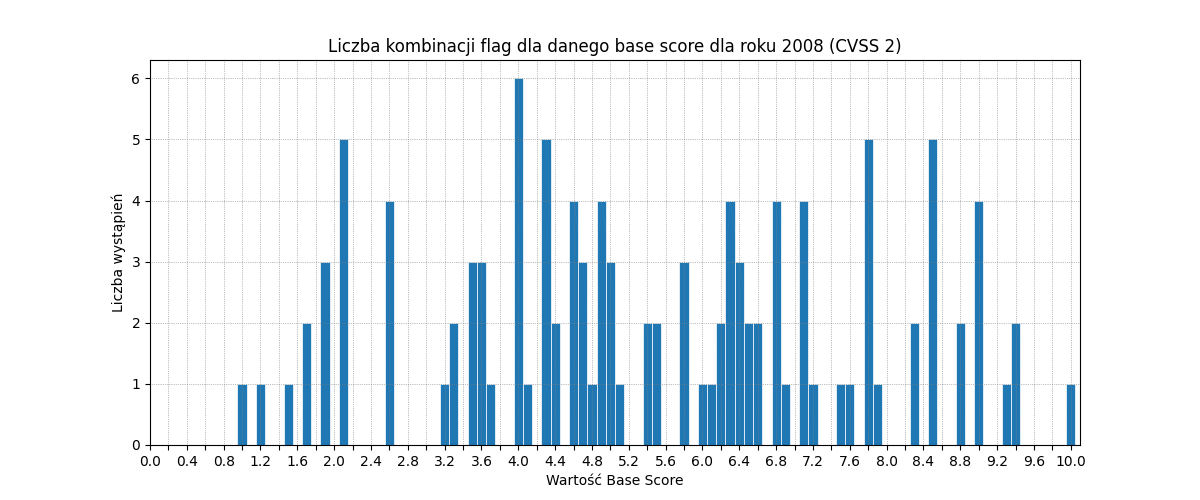 Liczba kombinacji flag dla danego base score dla roku 2008 (CVSS 2)
Liczba wystąpień
6
5
4
3
2
1
0
0.0 0.4 0.8 1.2 1.6 2.0 2.4 2.8 3.2 3.6 4.0 4.4 4.8 5.2 5.6 6.0 6.4 6.8 7.2 7.6 8.0 8.4 8.8 9.2 9.6 10.0
Wartość Base Score